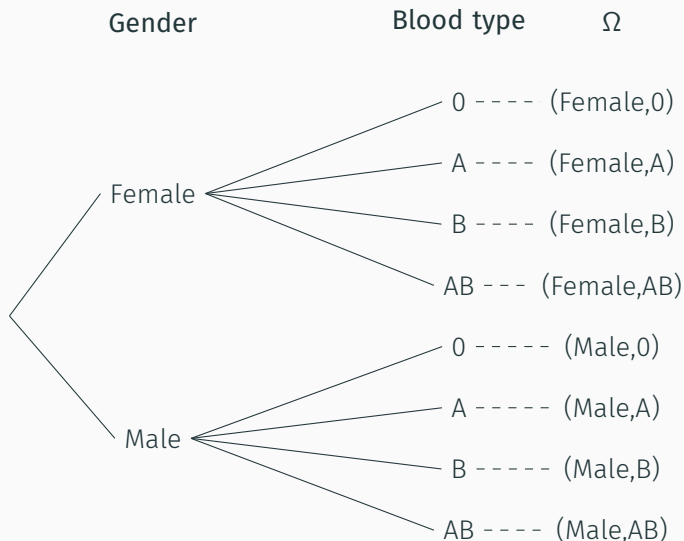 Gender Blood type Ω
0 (Female,0)
A (Female,A)
Female
B (Female,B)
AB (Female,AB)
0 (Male,0)
A (Male,A)
Male
B (Male,B)
AB (Male,AB)